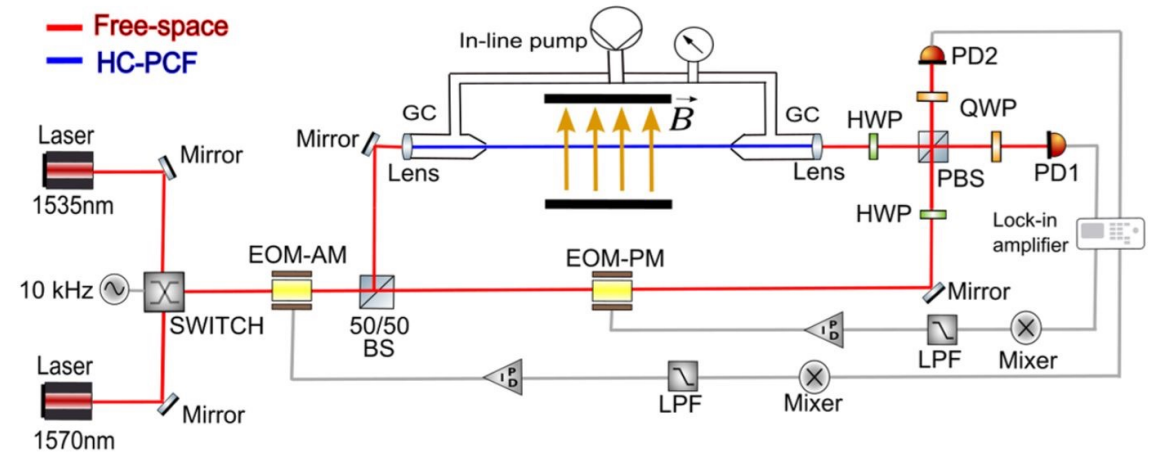 Free-space
HC-PCF
In-line pump
GC
B
GC
Mirror
Lens
Lens
HWP
PD2
QWP
PBS
PD1
HWP
Lock-in
amplifier
Laser
1535nm
Mirror
10 kHz
SWITCH
EOM-AM
50/50
BS
EOM-PM
Mirror
PID
LPF
Mixer
PID
LPF
Mixer
Laser
1570nm
Mirror